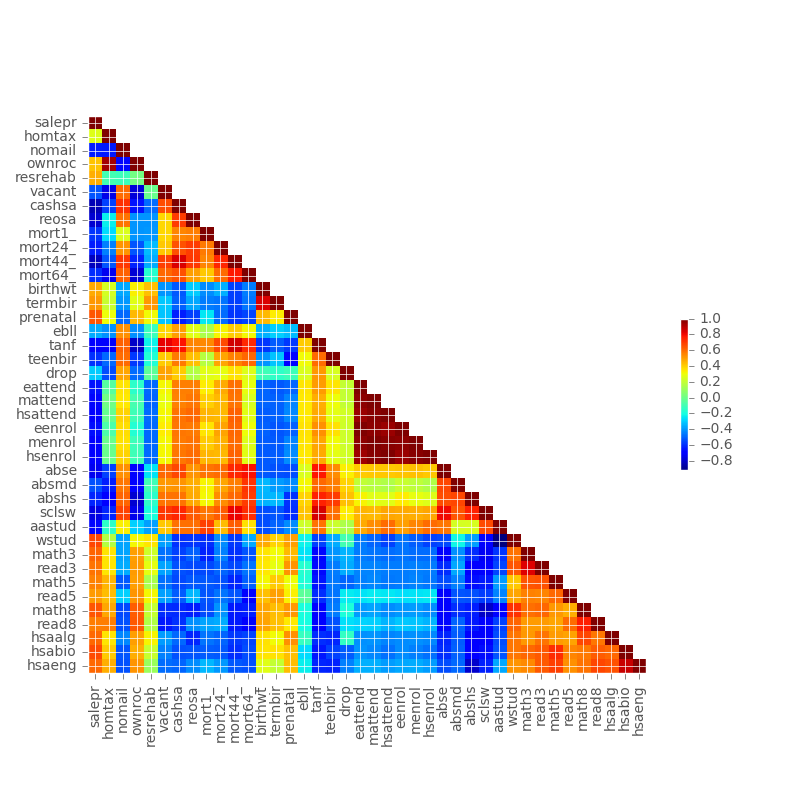 salepr
homtax
nomail
ownroc
resrehab
vacant
cashsa
reosa
mort1_
mort24_
mort44_
mort64_
birthwt
termbir
prenatal
ebll
tanf
teenbir
drop
eattend
mattend
hsattend
eenrol
menrol
hsenrol
abse
absmd
abshs
sclsw
aastud
wstud
math3
read3
math5
read5
math8
read8
hsaalg
hsabio
hsaeng
1.0
0.8
0.6
0.4
0.2
0.0
−0.2
−0.4
−0.6
−0.8
salepr
homtax
nomail
ownroc
resrehab
vacant
cashsa
reosa
mort1_
mort24_
mort44_
mort64_
birthwt
termbir
prenatal
ebll
tanf
teenbir
drop
eattend
mattend
hsattend
eenrol
menrol
hsenrol
abse
absmd
abshs
sclsw
aastud
wstud
math3
read3
math5
read5
math8
read8
hsaalg
hsabio
hsaeng